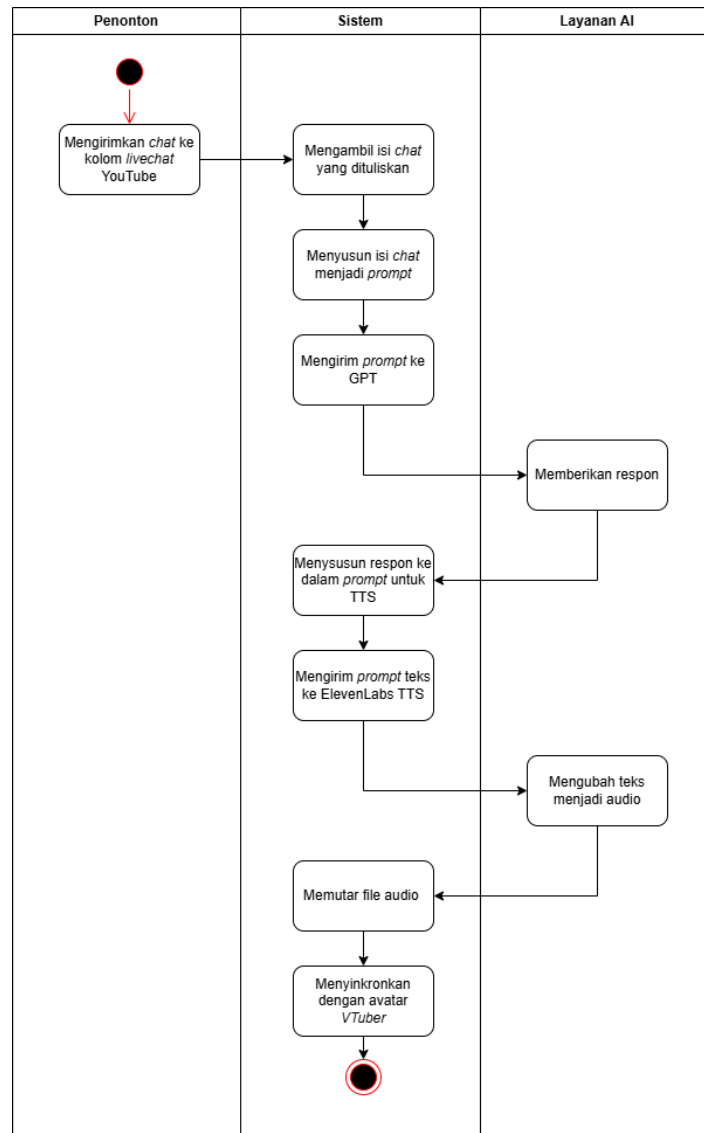 Penonton
Sistem
Layanan AI
Mengirimkan chat ke
kolom livechat
YouTube
Mengambil isi chat
yang dituliskan
Menyusun isi chat
menjadi prompt
Mengirim prompt ke
GPT
Memberikan respon
Menysusun respon ke
dalam prompt untuk
TTS
Mengirim prompt teks
ke ElevenLabs TTS
Mengubah teks
menjadi audio
Memutar file audio
Menyinkronkan
dengan avatar
VTuber